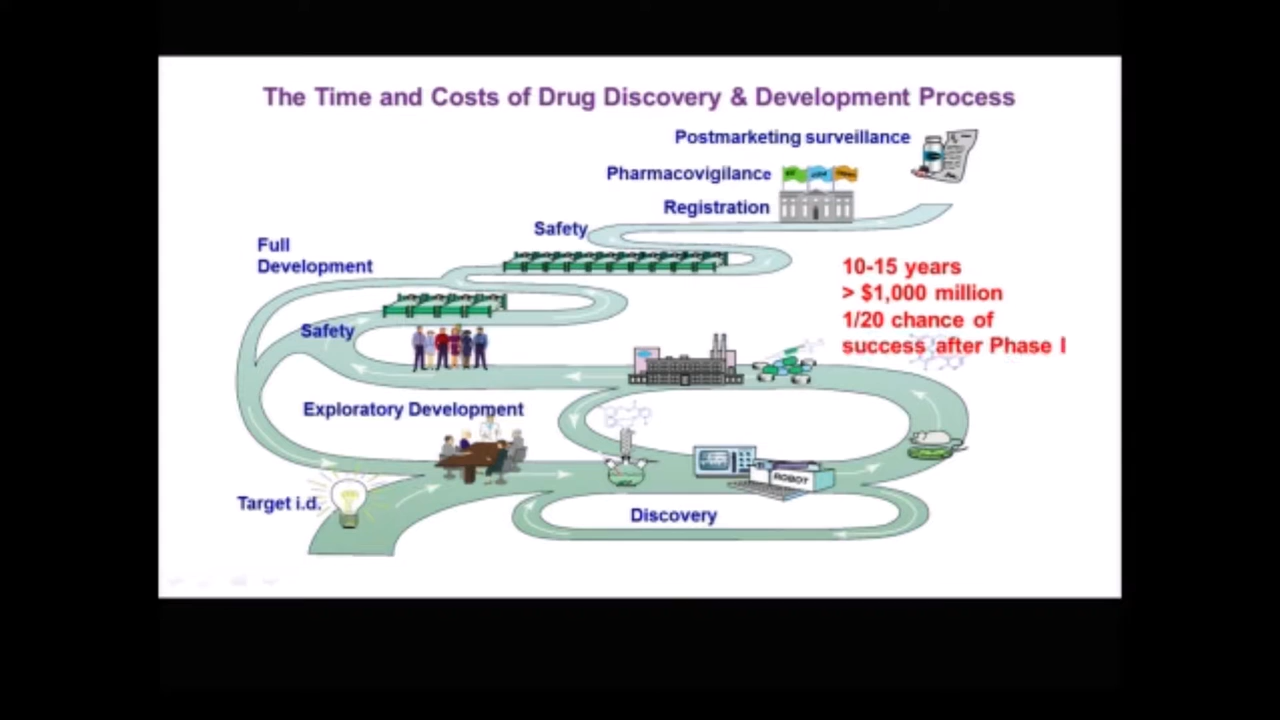 The Time and Costs of Drug Discovery & Development Process
Postmarketing surveillance
Pharmacovigilance
Registration
Safety
Full
Development
10-15 years
> $1,000 million
1/20 chance of
success after Phase I
Safety
Exploratory Development
ROBOT
Target i.d.
Discovery